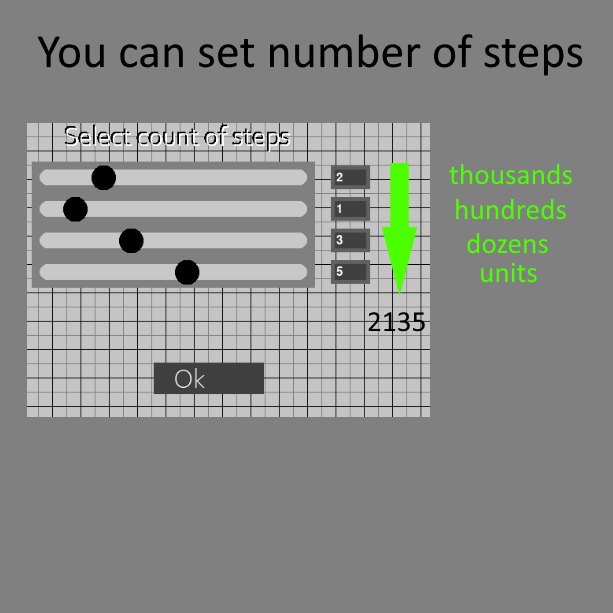 You can set number of steps
Select count of steps
2
thousands
1
hundreds
3
dozens
5
units
2135
Ok